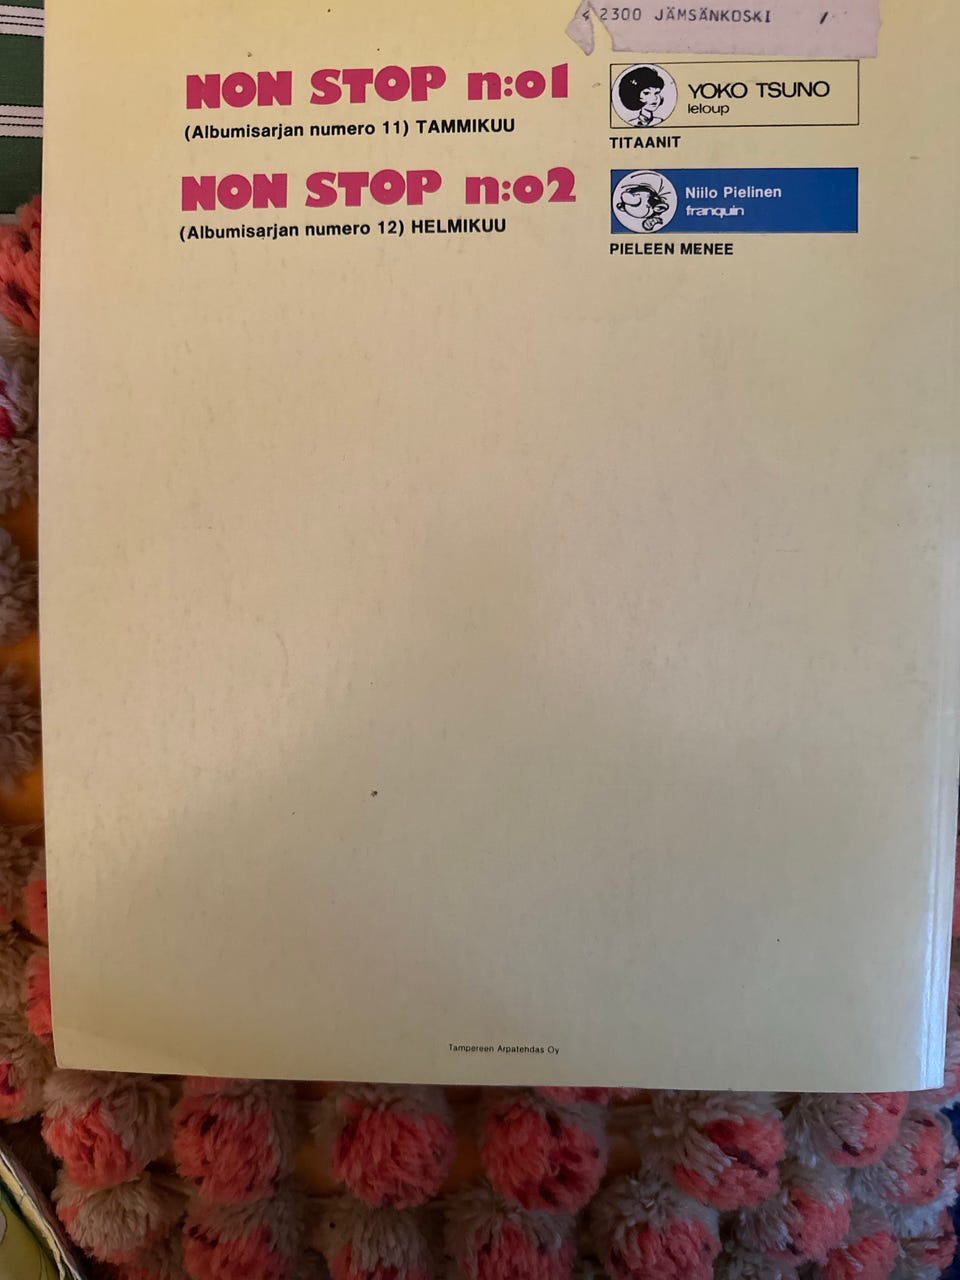 2300 JÄMSÄNKOSKI
NON STOP n:o1
(Albumisarjan numero 11) TAMMIKUU
YOKO TSUNO
leloup
TITAANIT
NON STOP n:o2
(Albumisarjan numero 12) HELMIKUU
Niilo Pielinen
franquin
PIELEEN MENEE
Tampereen Arpatehdas Oy